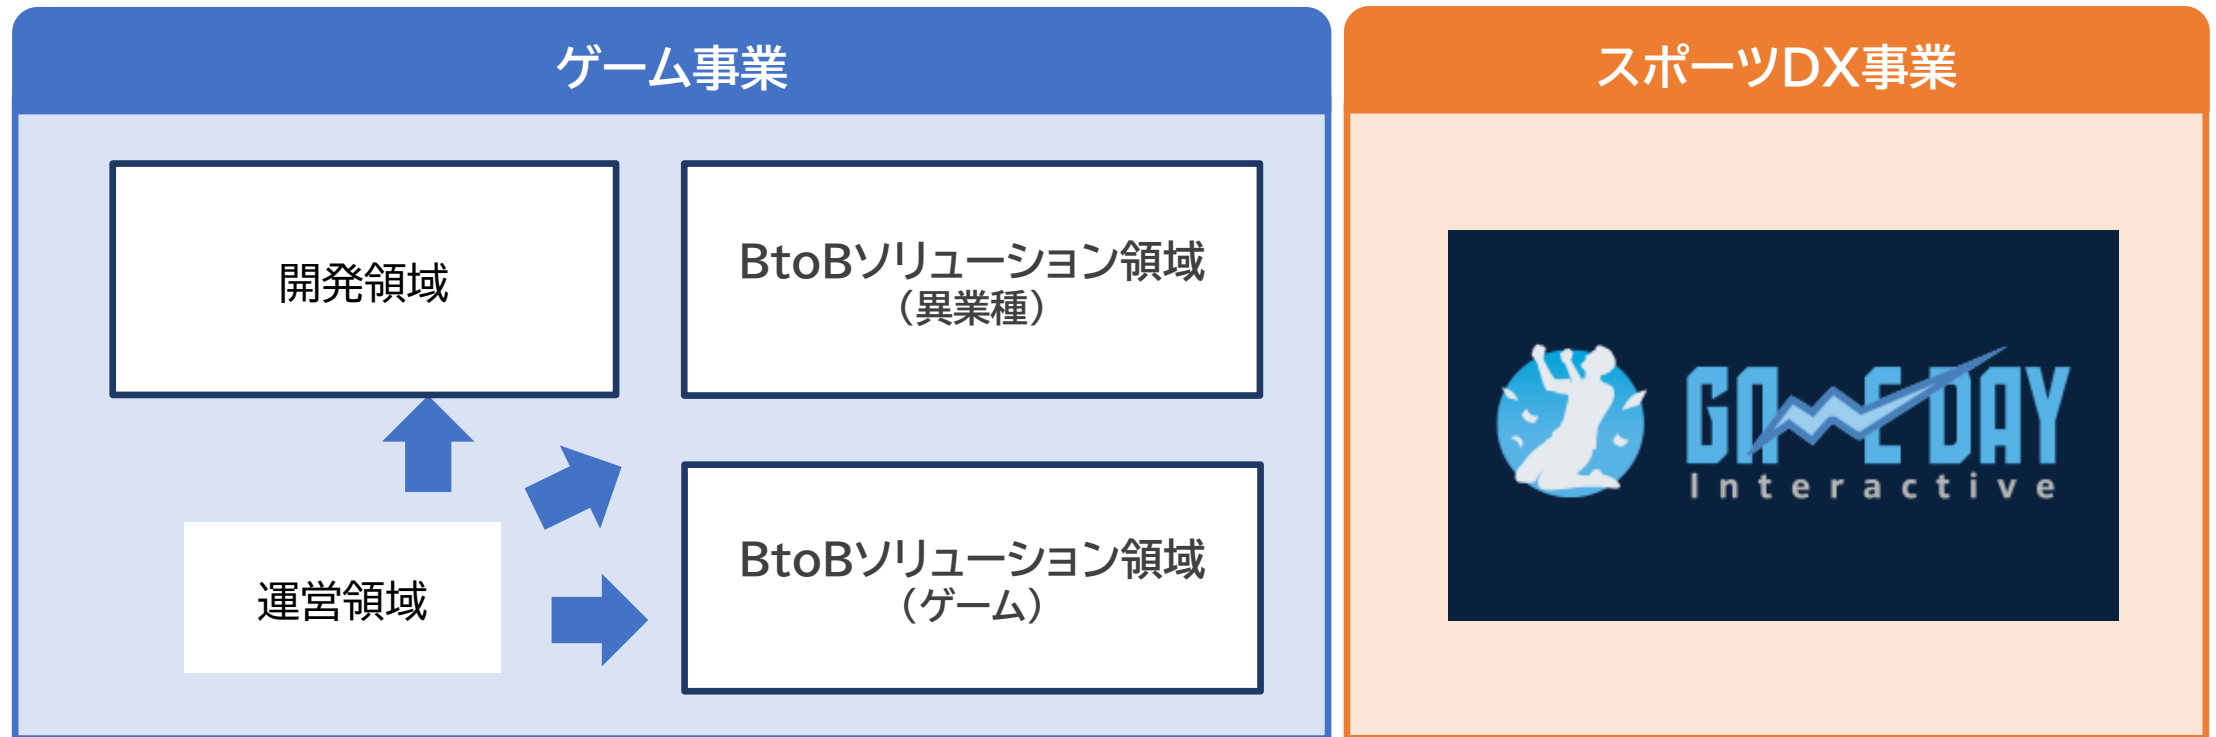 ゲーム事業
開発領域
BtoBソリューション領域
（異業種）
運営領域
BtoBソリューション領域
（ゲーム）
スポーツDX事業
GAMEDAY
Interactive